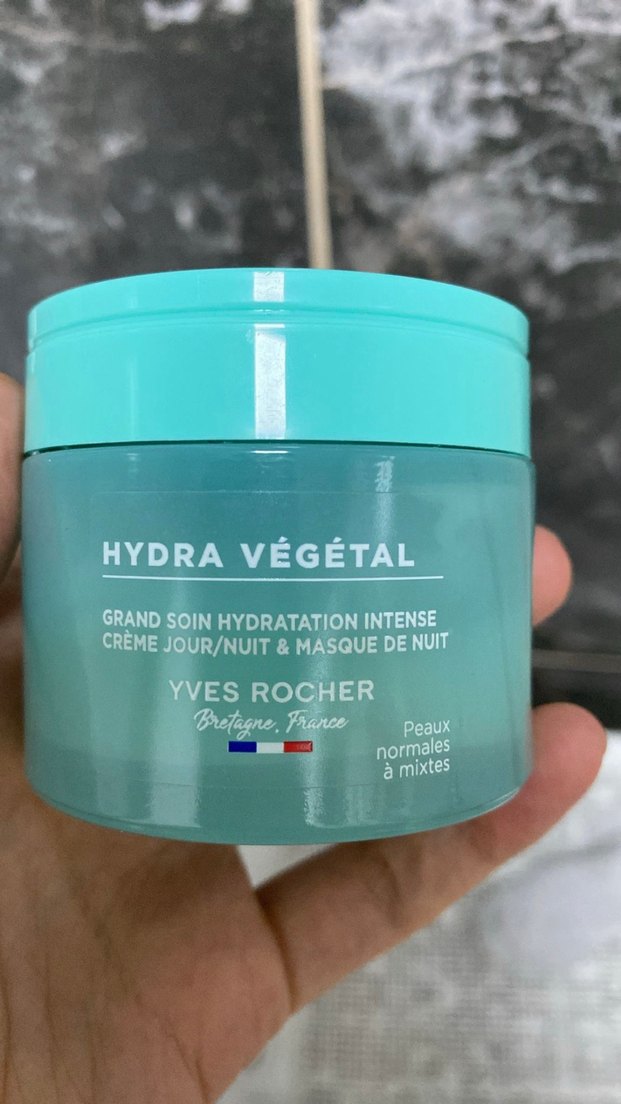 HYDRA VÉGÉTAL
GRAND SOIN HYDRATATION INTENSE
CRÈME JOUR/NUIT & MASQUE DE NUIT
YVES ROCHER
Bretagne, France
Peaux
normales
à mixtes